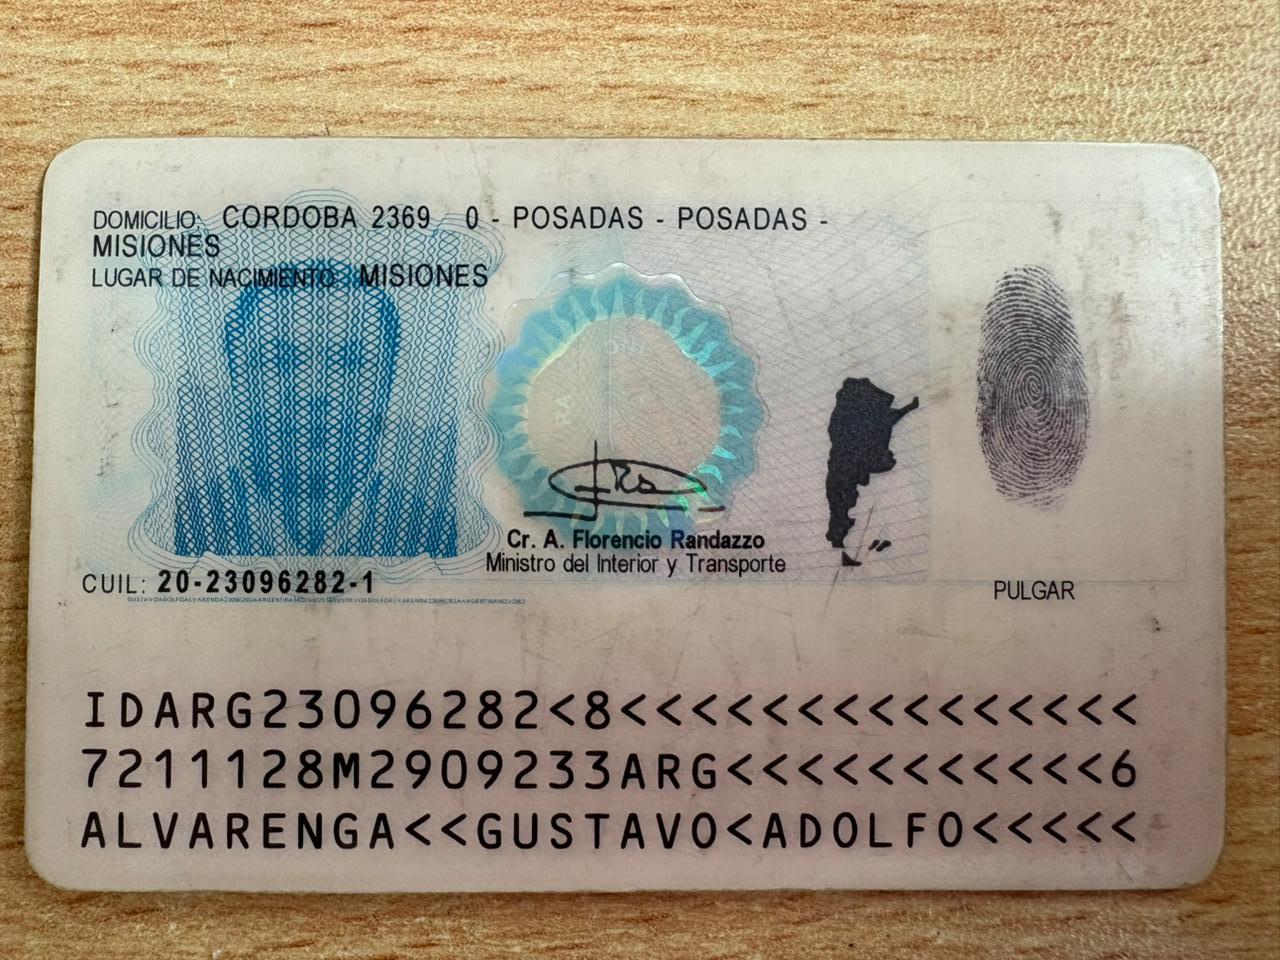 DOMICILIO: CORDOBA 2369 0 - POSADAS - POSADAS -
MISIONES
LUGAR DE NACIMIENTO MISIONES
Cr. A. Florencio Randazzo
Ministro del Interior y Transporte
CUIL: 20-23096282-1
PULGAR
IDARG23096282<8<<<<<<<<<<<<<<<
7211128M2909233ARG<<<<<<<<<<<6
ALVARENGA<<GUSTAVO<ADOLFO<<<<<